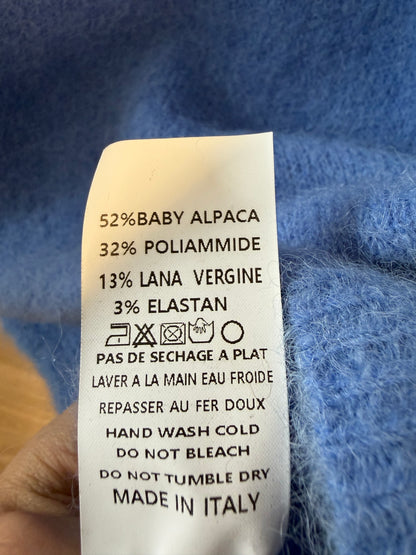 52%BABY ALPACA
32% POLIAMMIDE
13% LANA VERGINE
3% ELASTAN
PAS DE SECHAGE A PLAT
LAVER A LA MAIN EAU FROIDE
REPASSER AU FER DOUX
HAND WASH COLD
DO NOT BLEACH
DO NOT TUMBLE DRY
MADE IN ITALY